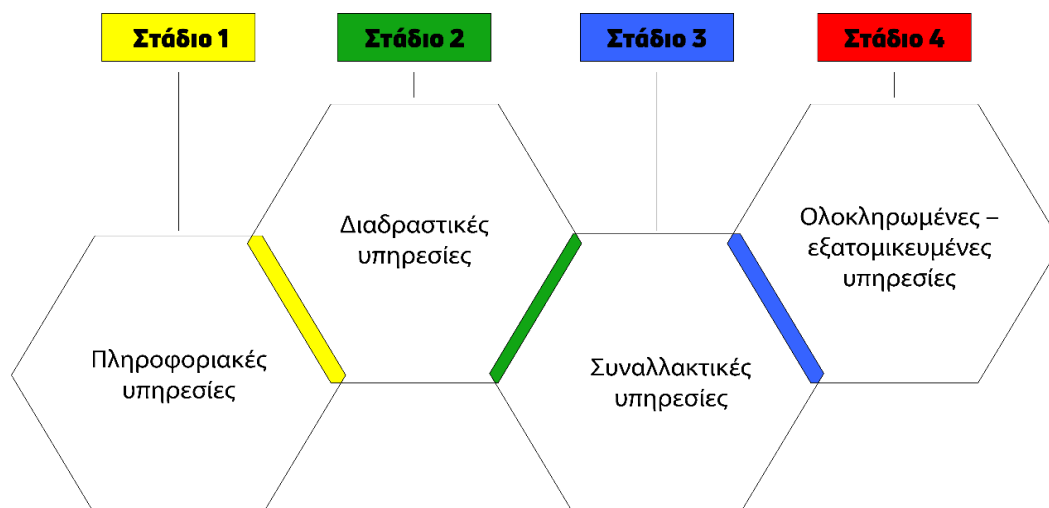 Στάδιο 1
Στάδιο 2
Στάδιο 3
Στάδιο 4
Πληροφοριακές
υπηρεσίες
Διαδραστικές
υπηρεσίες
Συναλλακτικές
υπηρεσίες
Ολοκληρωμένες –
εξατομικευμένες
υπηρεσίες